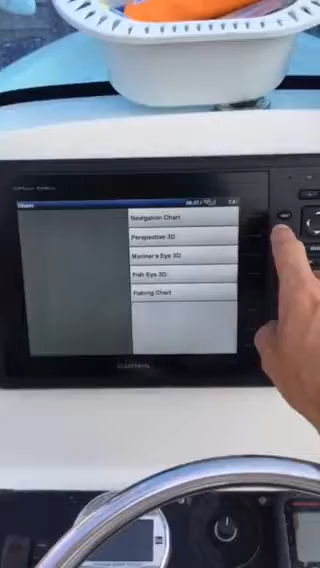 Charts
Navigation Chart
Perspective 3D
Mariner's Eye 3D
Fish Eye 3D
Fishing Chart
GARMIN